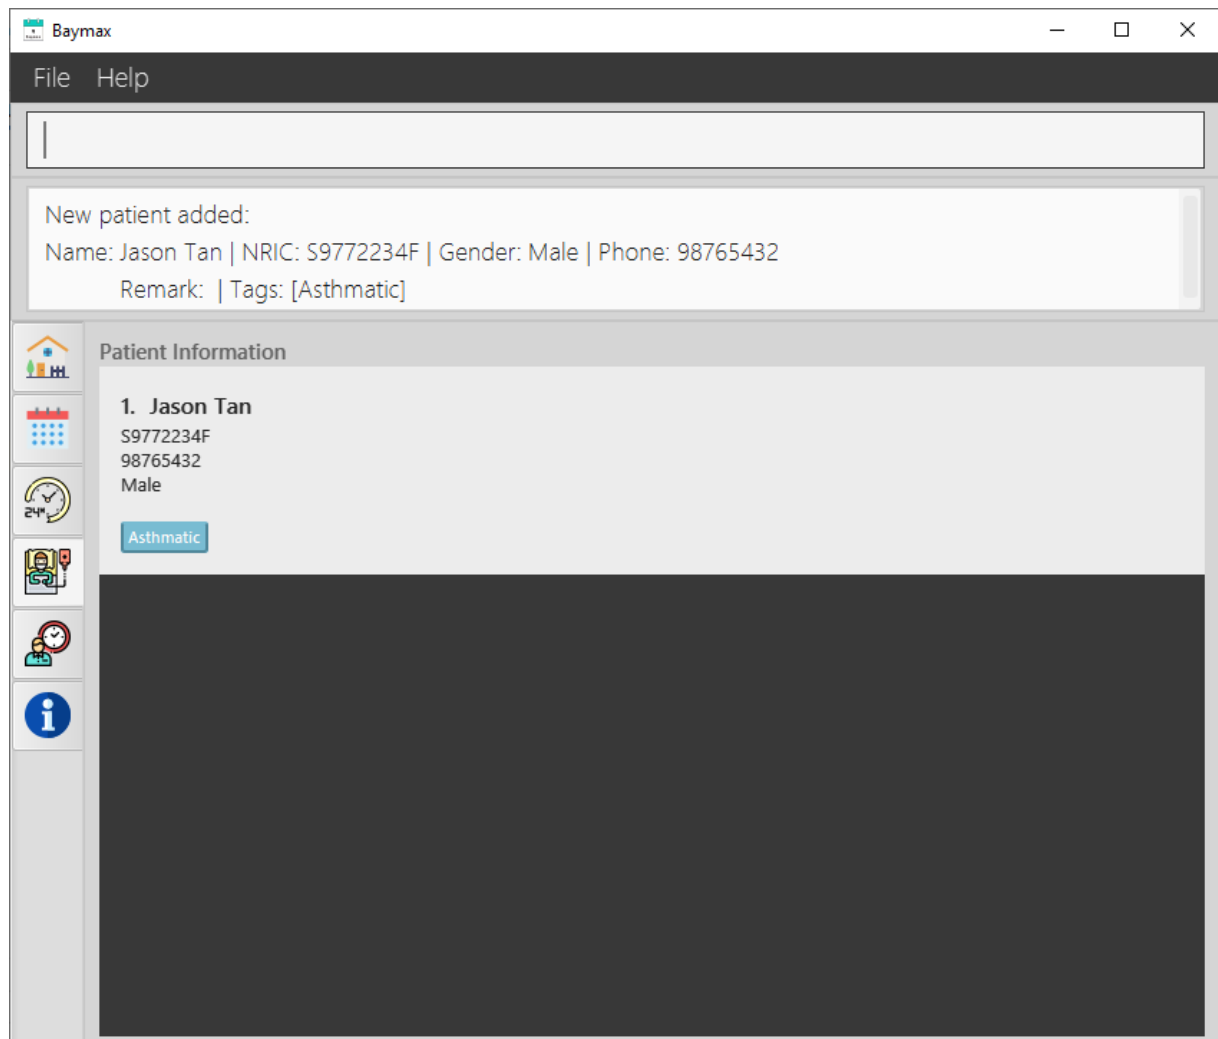 Baymax
File Help
New patient added:
Name: Jason Tan | NRIC: S9772234F | Gender: Male | Phone: 98765432
Remark: | Tags: [Asthmatic]
Patient Information
1. Jason Tan
S9772234F
98765432
Male
Asthmatic
24H